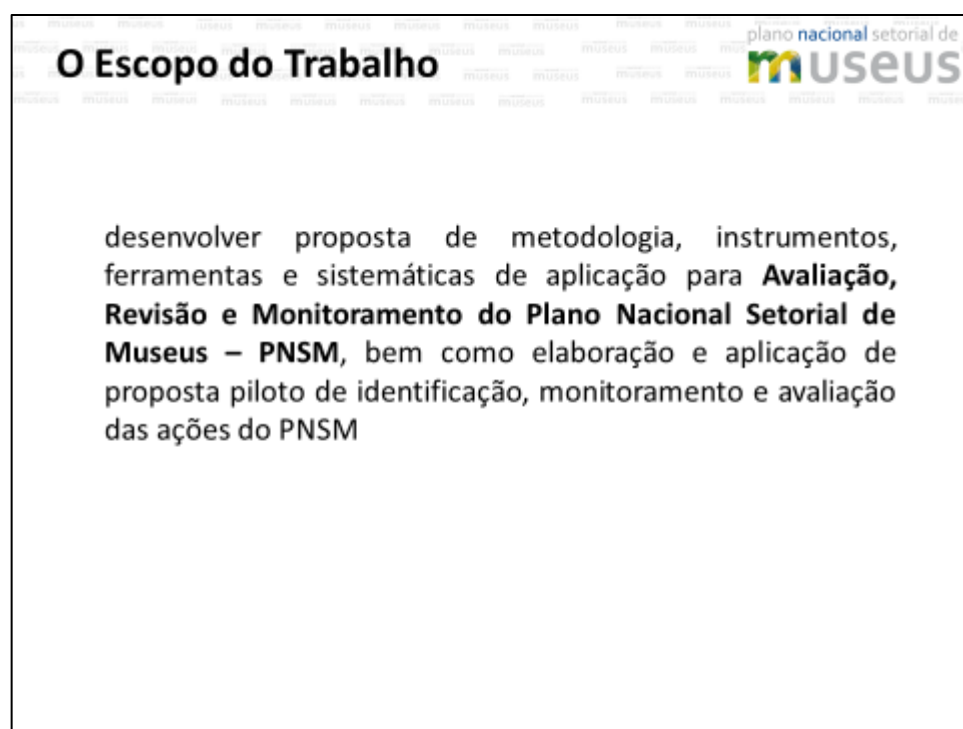 plano nacional setorial de
museus
O Escopo do Trabalho
desenvolver proposta de metodologia, instrumentos,
ferramentas e sistemáticas de aplicação para Avaliação,
Revisão e Monitoramento do Plano Nacional Setorial de
Museus – PNSM, bem como elaboração e aplicação de
proposta piloto de identificação, monitoramento e avaliação
das ações do PNSM